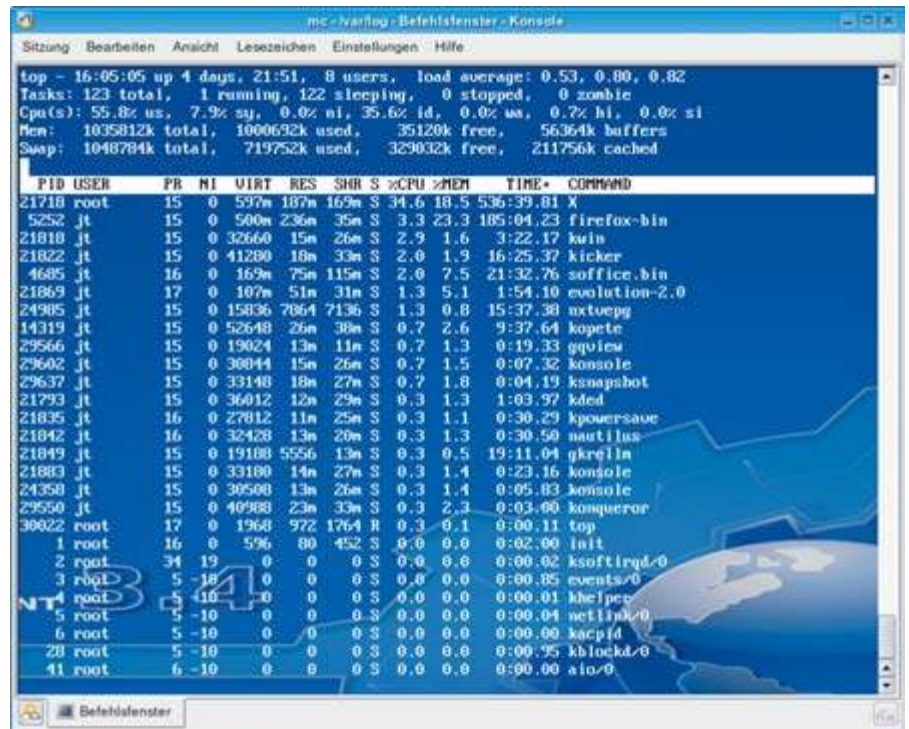 mc - /var/log - Befehlsfenster - Konsole
Sitzung Bearbeiten Ansicht Lesezeichen Einstellungen Hilfe
top - 16:05:05 up 4 days, 21:51, 8 users, load average: 0.53, 0.80, 0.82
Tasks: 123 total, 1 running, 122 sleeping, 0 stopped, 0 zombie
Cpu(s): 55.8% us, 7.9% sy, 0.0% ni, 35.6% id, 0.0% wa, 0.7% hi, 0.0% si
Mem: 1035812k total, 1000692k used, 35120k free, 56364k buffers
Swap: 1048784k total, 719752k used, 329032k free, 211756k cached
PID USER PR NI VIRT RES SHR S %CPU %MEM TIME+ COMMAND
21718 root 15 0 597m 187m 169m S 34.6 18.5 536:39.81 X
5252 jt 15 0 500m 236m 35m S 3.3 23.3 185:04.23 firefox-bin
21818 jt 15 0 32660 15m 26m S 2.9 1.6 3:22.17 kwin
21822 jt 15 0 41280 18m 33m S 2.0 1.9 16:25.37 kicker
4685 jt 16 0 169m 75m 115m S 2.0 7.5 21:32.76 soffice.bin
21869 jt 17 0 107m 51m 31m S 1.3 5.1 1:54.10 evolution-2.0
24985 jt 15 0 15836 7064 7136 S 1.3 0.8 15:37.38 nxtvepg
14319 jt 15 0 52648 26m 38m S 0.7 2.6 9:37.64 kopete
29566 jt 15 0 19024 13m 11m S 0.7 1.3 0:19.33 gqview
29602 jt 15 0 30844 15m 26m S 0.7 1.5 0:07.32 konsole
29637 jt 15 0 33148 18m 27m S 0.7 1.8 0:04.19 ksnapshot
21793 jt 15 0 36012 12m 29m S 0.3 1.3 1:03.97 kded
21835 jt 16 0 27812 11m 25m S 0.3 1.1 0:30.29 kpowersave
21842 jt 16 0 32428 13m 20m S 0.3 1.3 0:30.50 nautilus
21849 jt 15 0 19188 5556 13m S 0.3 0.5 19:11.04 gkrellm
21883 jt 15 0 33180 14m 27m S 0.3 1.4 0:23.16 konsole
24358 jt 15 0 30508 13m 26m S 0.3 1.4 0:05.83 konsole
29550 jt 15 0 40988 23m 33m S 0.3 2.3 0:03.00 konqueror
30022 root 17 0 1968 972 1764 R 0.3 0.1 0:00.11 top
1 root 16 0 596 80 452 S 0.0 0.0 0:02.00 init
2 root 34 19 0 0 0 S 0.0 0.0 0:00.02 ksoftirqd/0
3 root 5 -10 0 0 0 S 0.0 0.0 0:00.85 events/0
4 root 5 -10 0 0 0 S 0.0 0.0 0:00.01 khelper
5 root 5 -10 0 0 0 S 0.0 0.0 0:00.04 netlink/0
6 root 5 -10 0 0 0 S 0.0 0.0 0:00.00 kacpid
28 root 5 -10 0 0 0 S 0.0 0.0 0:00.95 kblockd/0
41 root 6 -10 0 0 0 S 0.0 0.0 0:00.00 aio/0
NT 3.4
Befehlsfenster